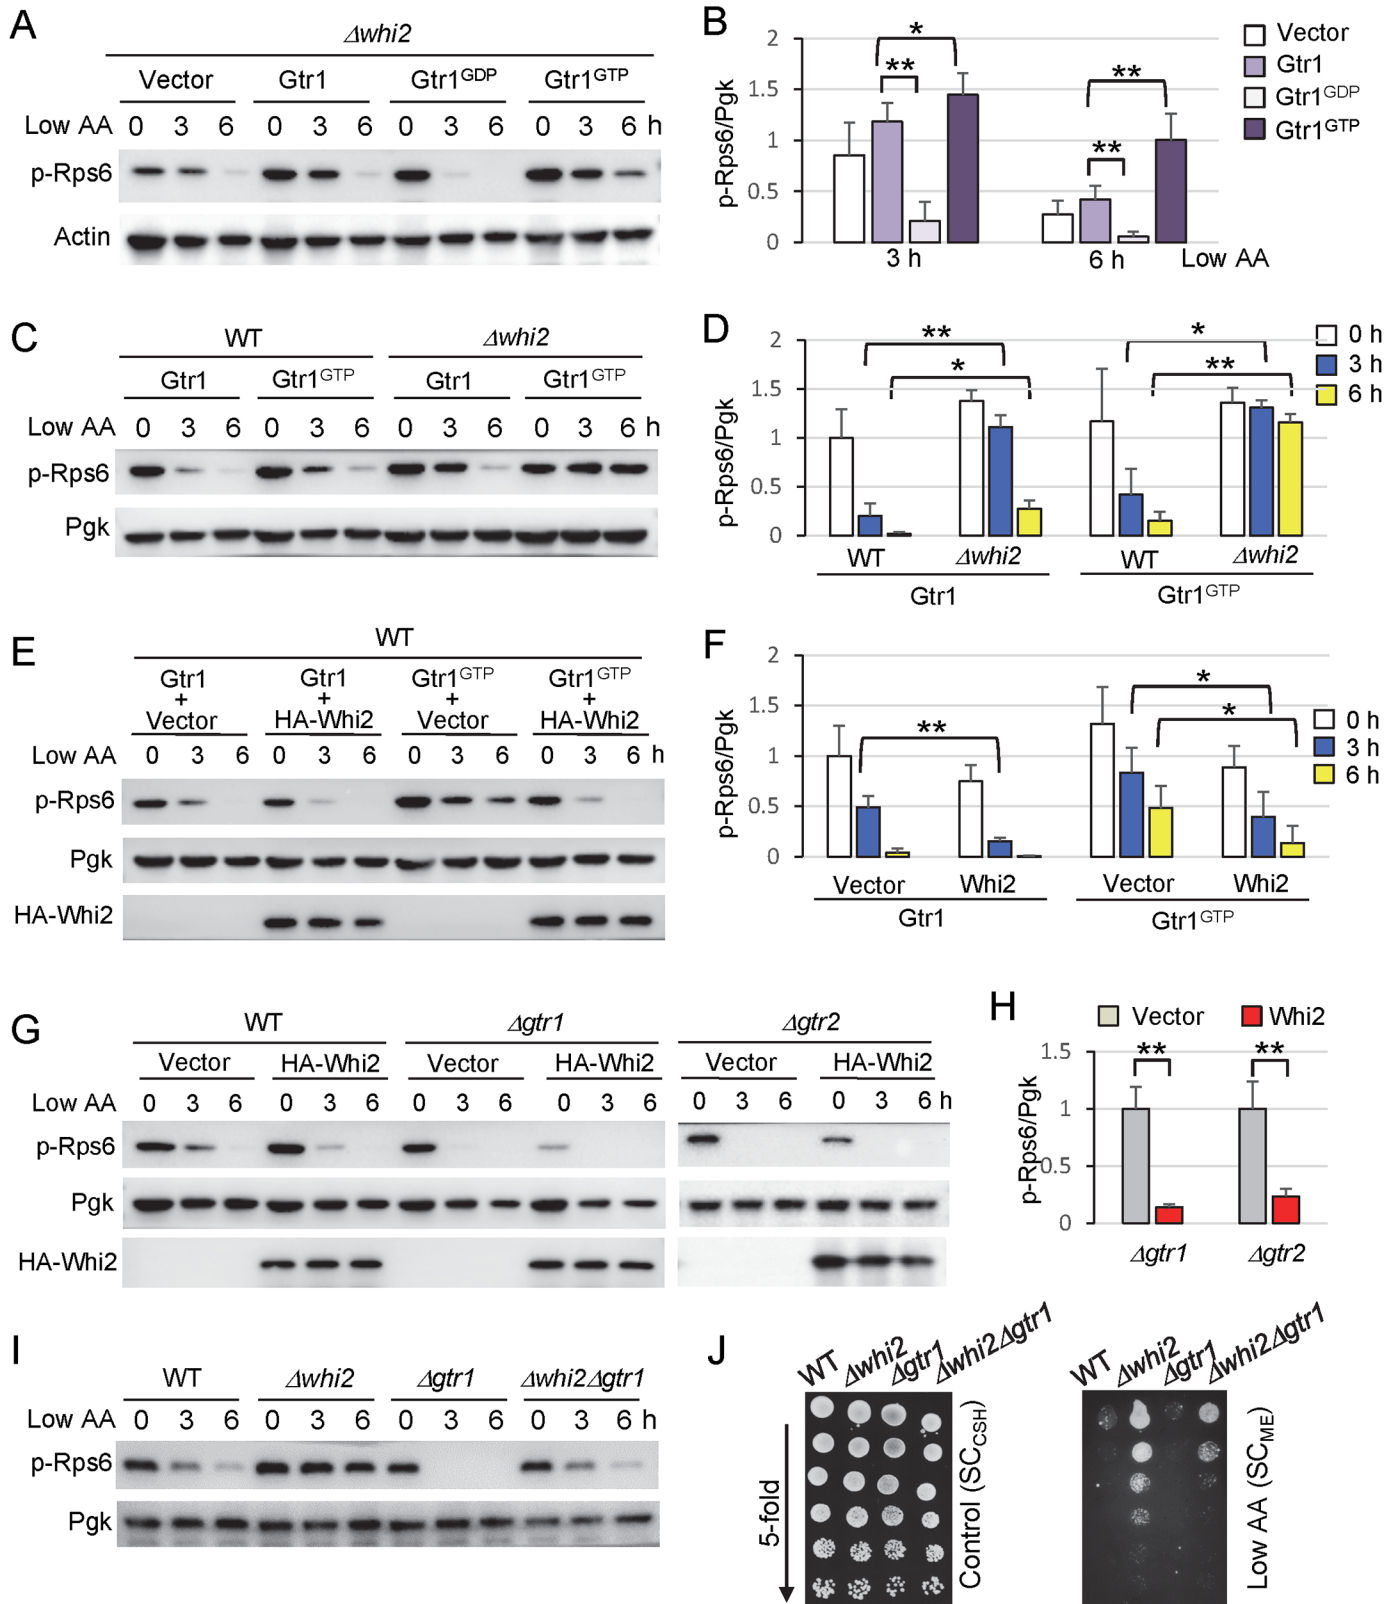 A
Δwhi2
Vector Gtr1 Gtr1GDP Gtr1GTP
Low AA 0 3 6 0 3 6 0 3 6 0 3 6 h
p-Rps6
Actin
B
p-Rps6/Pgk
2
1.5
1
0.5
0
* ** ** **
3 h 6 h Low AA
Vector
Gtr1
Gtr1GDP
Gtr1GTP
C
WT Δwhi2
Gtr1 Gtr1GTP Gtr1 Gtr1GTP
Low AA 0 3 6 0 3 6 0 3 6 0 3 6 h
p-Rps6
Pgk
D
p-Rps6/Pgk
2
1.5
1
0.5
0
** * * **
0 h
3 h
6 h
WT Δwhi2 WT Δwhi2
Gtr1 Gtr1GTP
E
WT
Gtr1 Gtr1 Gtr1GTP Gtr1GTP
+ + + +
Vector HA-Whi2 Vector HA-Whi2
Low AA 0 3 6 0 3 6 0 3 6 0 3 6 h
p-Rps6
Pgk
HA-Whi2
F
p-Rps6/Pgk
2
1.5
1
0.5
0
** * *
0 h
3 h
6 h
Vector Whi2 Vector Whi2
Gtr1 Gtr1GTP
G
WT Δgtr1 Δgtr2
Vector HA-Whi2 Vector HA-Whi2 Vector HA-Whi2
Low AA 0 3 6 0 3 6 0 3 6 0 3 6 0 3 6 0 3 6 h
p-Rps6
Pgk
HA-Whi2
H
Vector Whi2
p-Rps6/Pgk
1.5
1
0.5
0
** **
Δgtr1 Δgtr2
I
WT Δwhi2 Δgtr1 Δwhi2Δgtr1
Low AA 0 3 6 0 3 6 0 3 6 0 3 6 h
p-Rps6
Pgk
J
WT Δwhi2 Δgtr1 Δwhi2Δgtr1
5-fold
Control (SCCSH)
WT Δwhi2 Δgtr1 Δwhi2Δgtr1
Low AA (SCME)